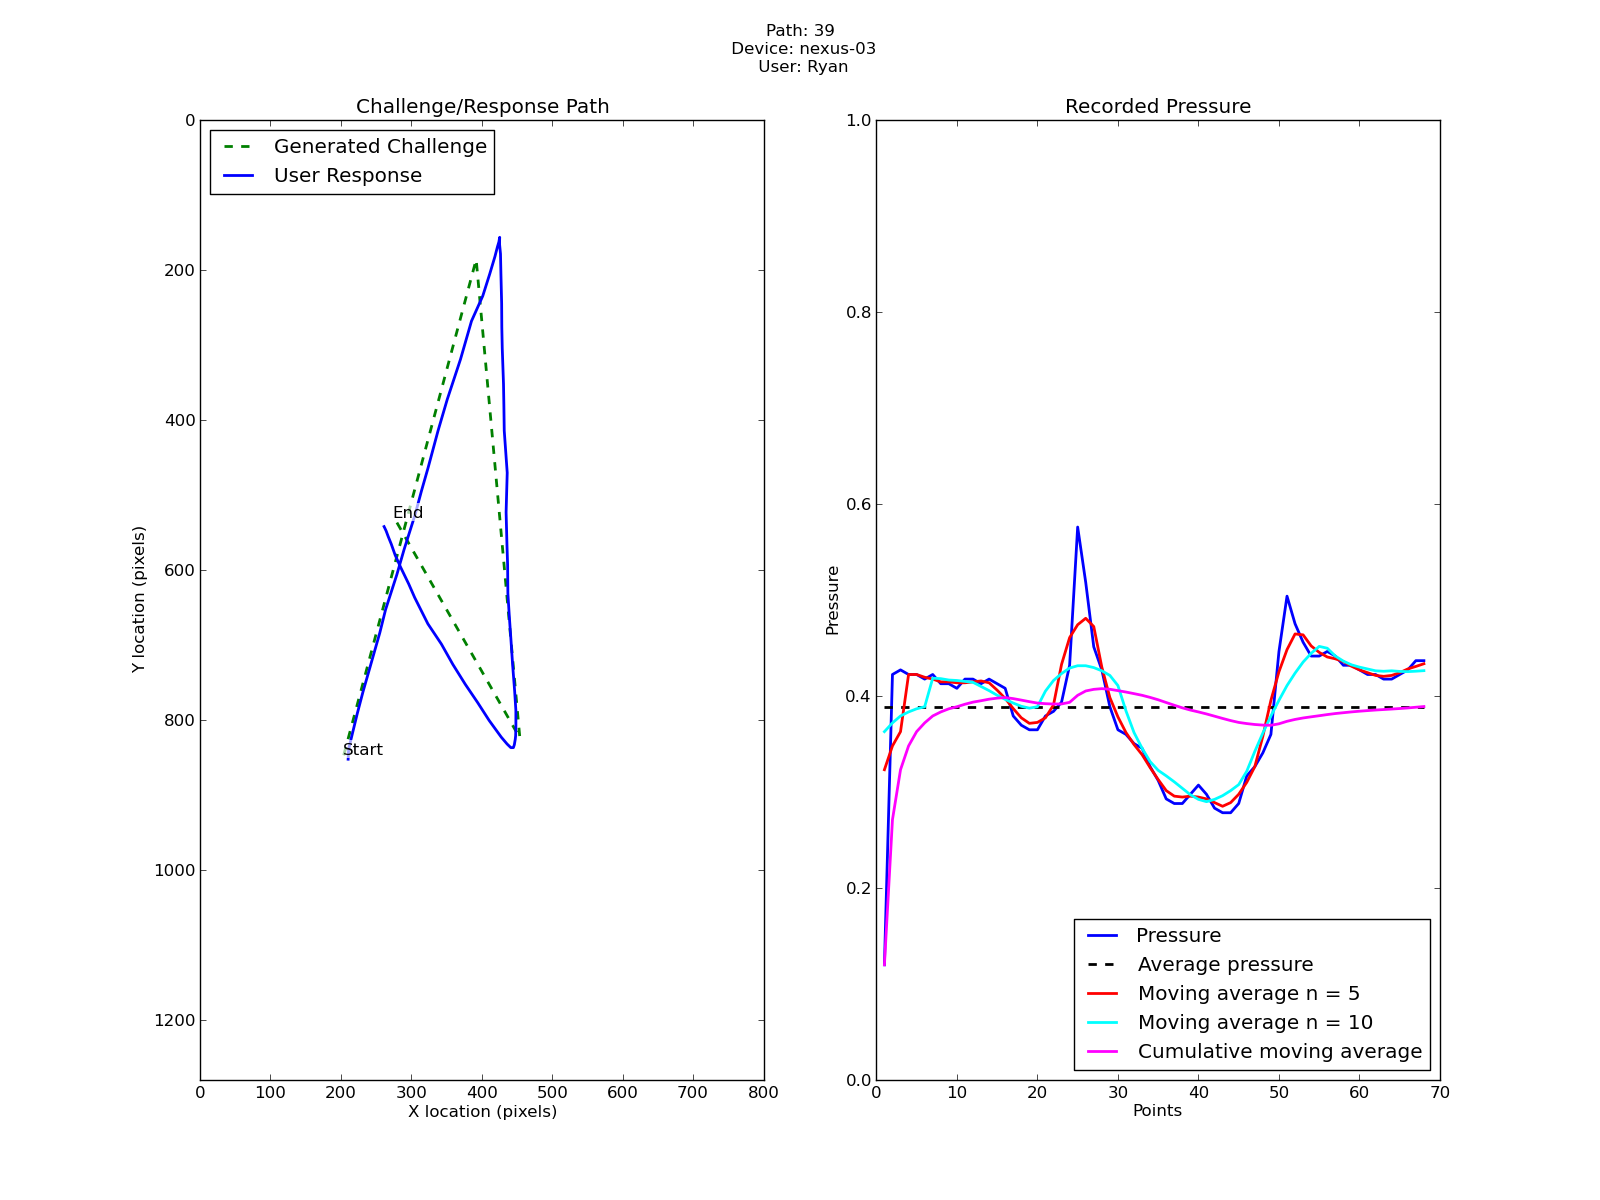 Path: 39
Device: nexus-03
User: Ryan
Challenge/Response Path
Generated Challenge
User Response
0
200
400
600
800
1000
1200
Y location (pixels)
End
Start
0 100 200 300 400 500 600 700 800
X location (pixels)
Recorded Pressure
1.0
0.8
0.6
0.4
0.2
0.0
Pressure
Pressure
Average pressure
Moving average n = 5
Moving average n = 10
Cumulative moving average
0 10 20 30 40 50 60 70
Points